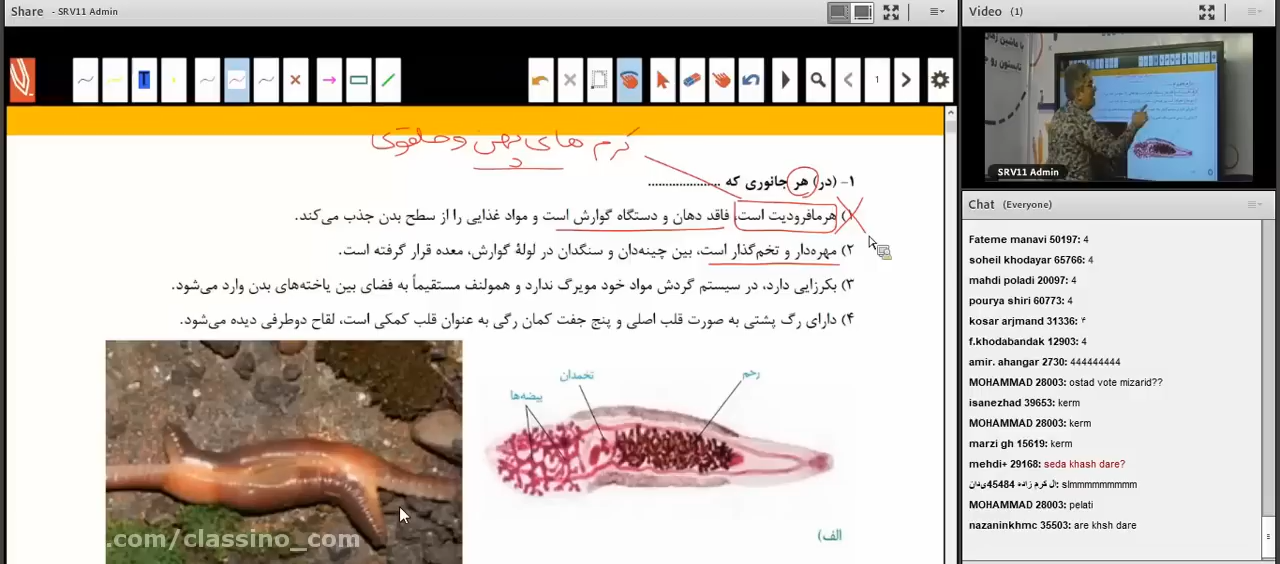 Share - SRV11 Admin
T
1
کرم های پهن و حلقوی
۱- (در) هر جانوری که ....................
۱) هرمافرودیت است، فاقد دهان و دستگاه گوارش است و مواد غذایی را از سطح بدن جذب می‌کند.
۲) مهره‌دار و تخم‌گذار است، بین چینه‌دان و سنگدان در لولهٔ گوارش، معده قرار گرفته است.
۳) بکرزایی دارد، در سیستم گردش مواد خود مویرگ ندارد و همولنف مستقیماً به فضای بین یاخته‌های بدن وارد می‌شود.
۴) دارای رگ پشتی به صورت قلب اصلی و پنج جفت کمان رگی به عنوان قلب کمکی است، لقاح دوطرفی دیده می‌شود.
رحم
تخمدان
بیضه‌ها
الف)
.com/classino_com
Video (1)
SRV11 Admin
Chat (Everyone)
Fateme manavi 50197: 4
soheil khodayar 65766: 4
mahdi poladi 20097: 4
pourya shiri 60773: 4
kosar arjmand 31336: ۴
f.khodabandak 12903: 4
amir. ahangar 2730: 444444444
MOHAMMAD 28003: ostad vote mizarid??
isanezhad 39653: kerm
MOHAMMAD 28003: kerm
marzi gh 15619: kerm
mehdi+ 29168: seda khash dare?
ال کرم زاده 45484یدان: slmmmmmmmmm
MOHAMMAD 28003: pelati
nazaninkhmc 35503: are khsh dare